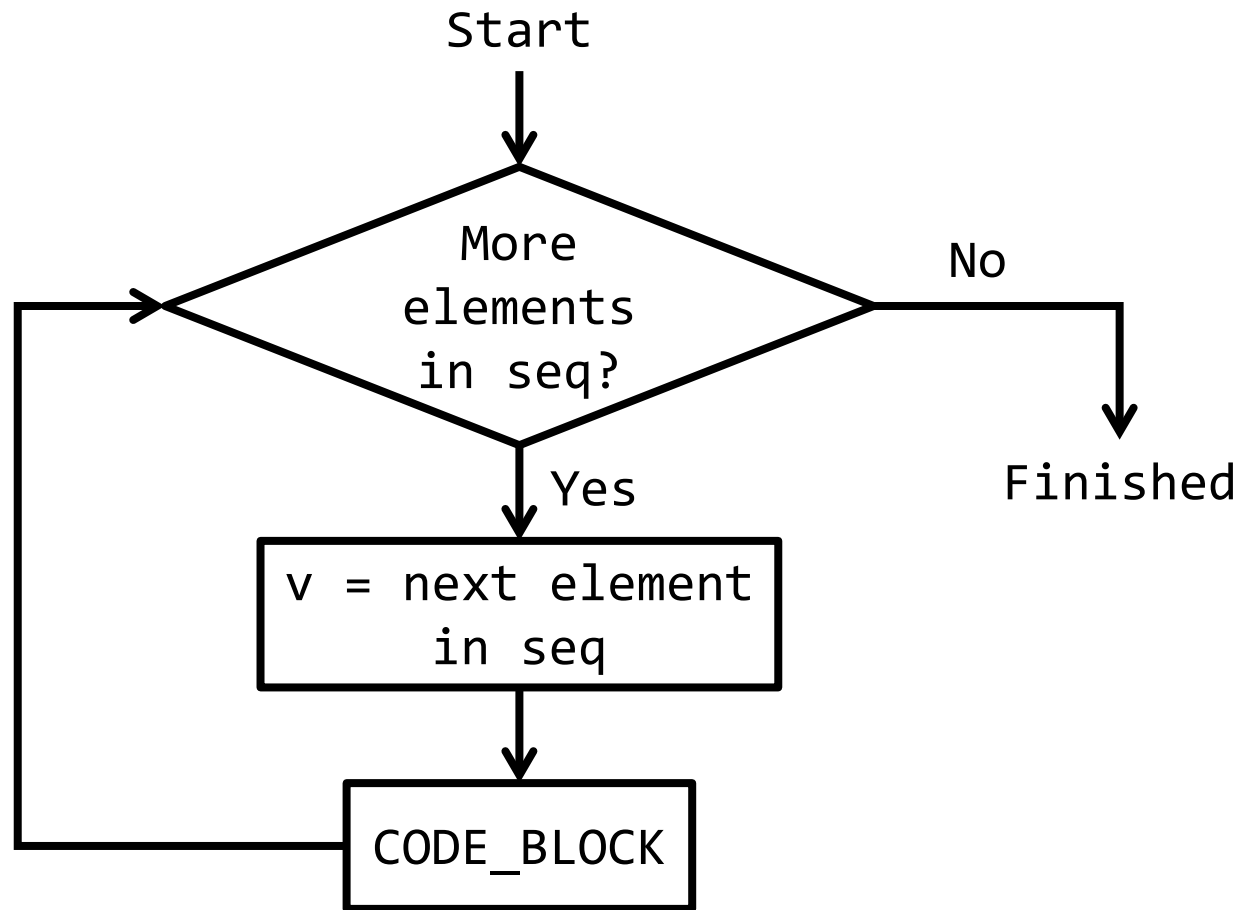 Start
More
elements
in seq?
No
Yes
Finished
v = next element
in seq
CODE_BLOCK